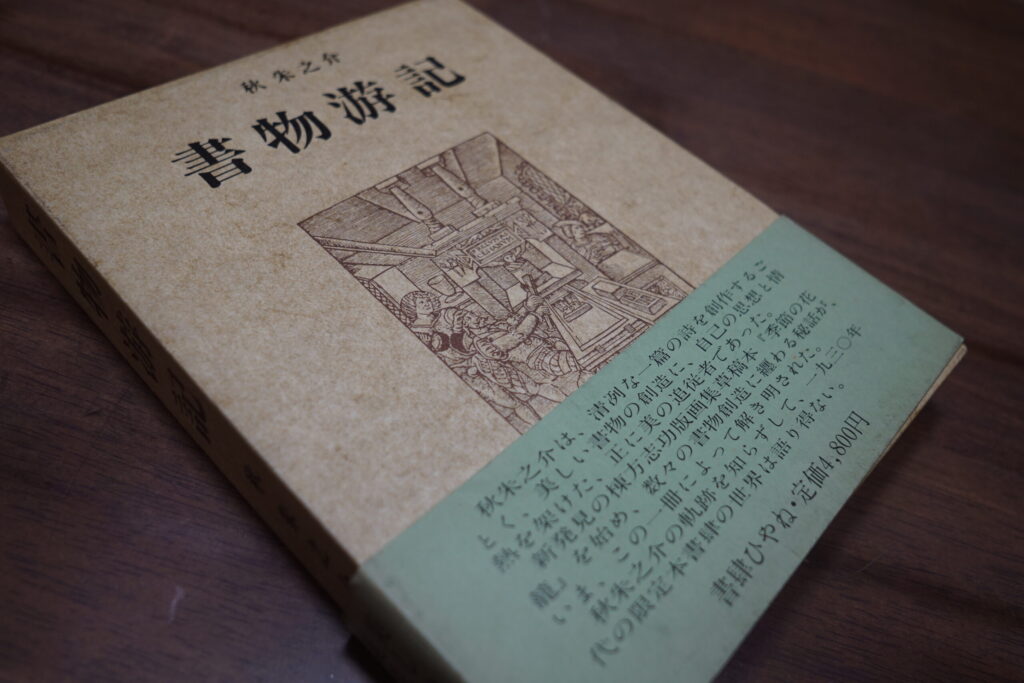 秋朱之介
書物游記
秋朱之介は、清冽な一篇の詩を創作するご
とく、美しい書物の創造に、自己の思想と情
熱を架けた、正に美の追従者であった。
新発見の棟方志功版画集草稿本『季節の花
籠』を始め、数々の書物創造に纏わる秘話が、
いま、この一冊によって解き明された。
秋朱之介の軌跡を知らずして、一九三〇年
代の限定本書肆の世界は語り得ない。
書肆ひやね・定価4,800円
書物游記